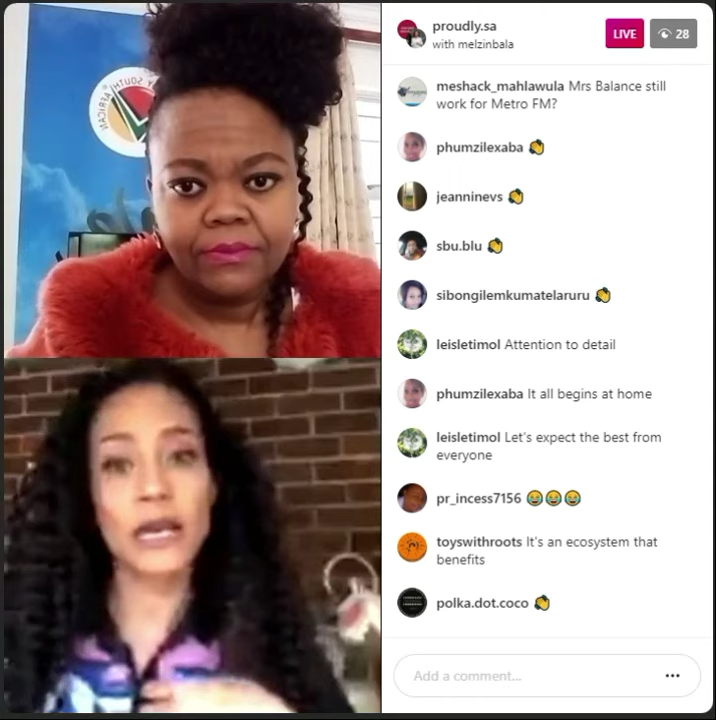 proudly.sa
with melzinbala
LIVE
28
meshack_mahlawula Mrs Balance still
work for Metro FM?
phumzilexaba 👏
jeanninevs 👏
sbu.blu 👏
sibongilemkumatelaruru 👏
leisletimol Attention to detail
phumzilexaba It all begins at home
leisletimol Let's expect the best from
everyone
pr_incess7156 😂😂😂
toyswithroots It's an ecosystem that
benefits
polka.dot.coco 👏
Add a comment...
SOUTH AFRICAN